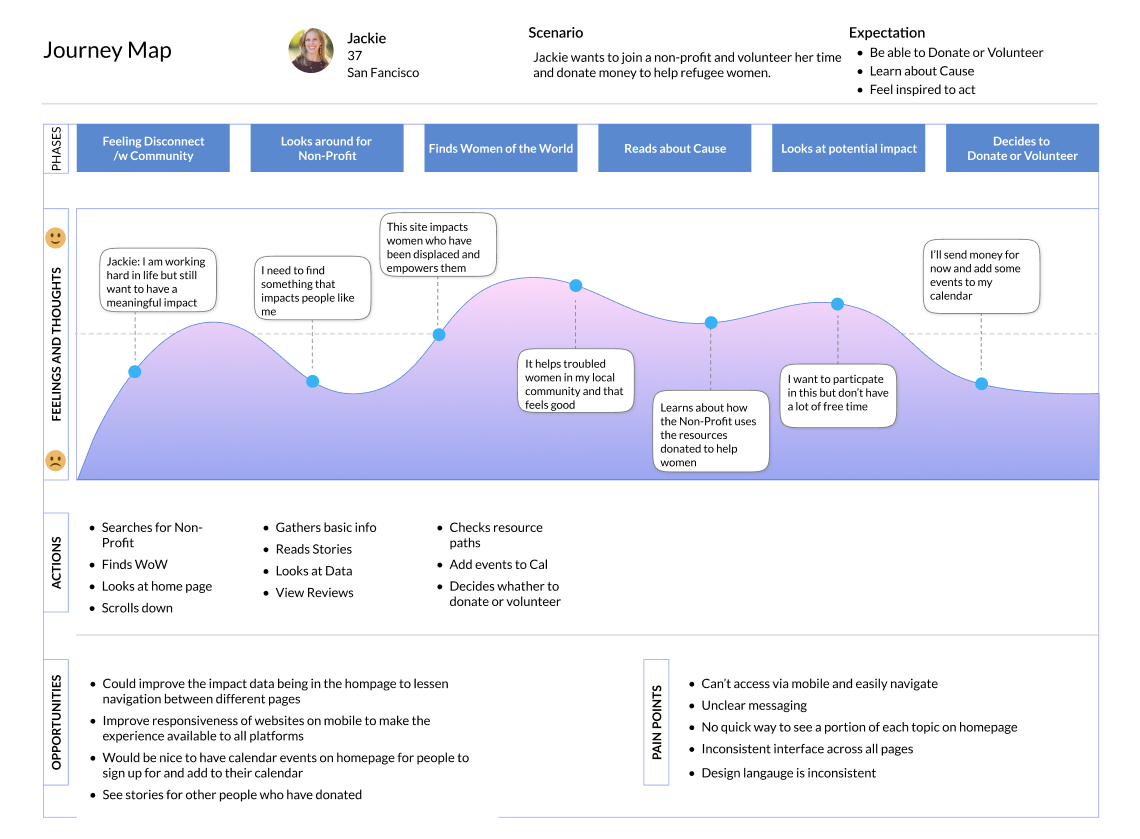 Journey Map
Jackie
37
San Fancisco
Scenario
Jackie wants to join a non-profit and volunteer her time
and donate money to help refugee women.
Expectation
• Be able to Donate or Volunteer
• Learn about Cause
• Feel inspired to act
PHASES
Feeling Disconnect
/w Community
Looks around for
Non-Profit
Finds Women of the World
Reads about Cause
Looks at potential impact
Decides to
Donate or Volunteer
FEELINGS AND THOUGHTS
Jackie: I am working
hard in life but still
want to have a
meaningful impact
I need to find
something that
impacts people like
me
This site impacts
women who have
been displaced and
empowers them
It helps troubled
women in my local
community and that
feels good
Learns about how
the Non-Profit uses
the resources
donated to help
women
I want to particpate
in this but don't have
a lot of free time
I'll send money for
now and add some
events to my
calendar
ACTIONS
• Searches for Non-
Profit
• Finds WoW
• Looks at home page
• Scrolls down
• Gathers basic info
• Reads Stories
• Looks at Data
• View Reviews
• Checks resource
paths
• Add events to Cal
• Decides whather to
donate or volunteer
OPPORTUNITIES
• Could improve the impact data being in the hompage to lessen
navigation between different pages
• Improve responsiveness of websites on mobile to make the
experience available to all platforms
• Would be nice to have calendar events on homepage for people to
sign up for and add to their calendar
• See stories for other people who have donated
PAIN POINTS
• Can't access via mobile and easily navigate
• Unclear messaging
• No quick way to see a portion of each topic on homepage
• Inconsistent interface across all pages
• Design langauge is inconsistent